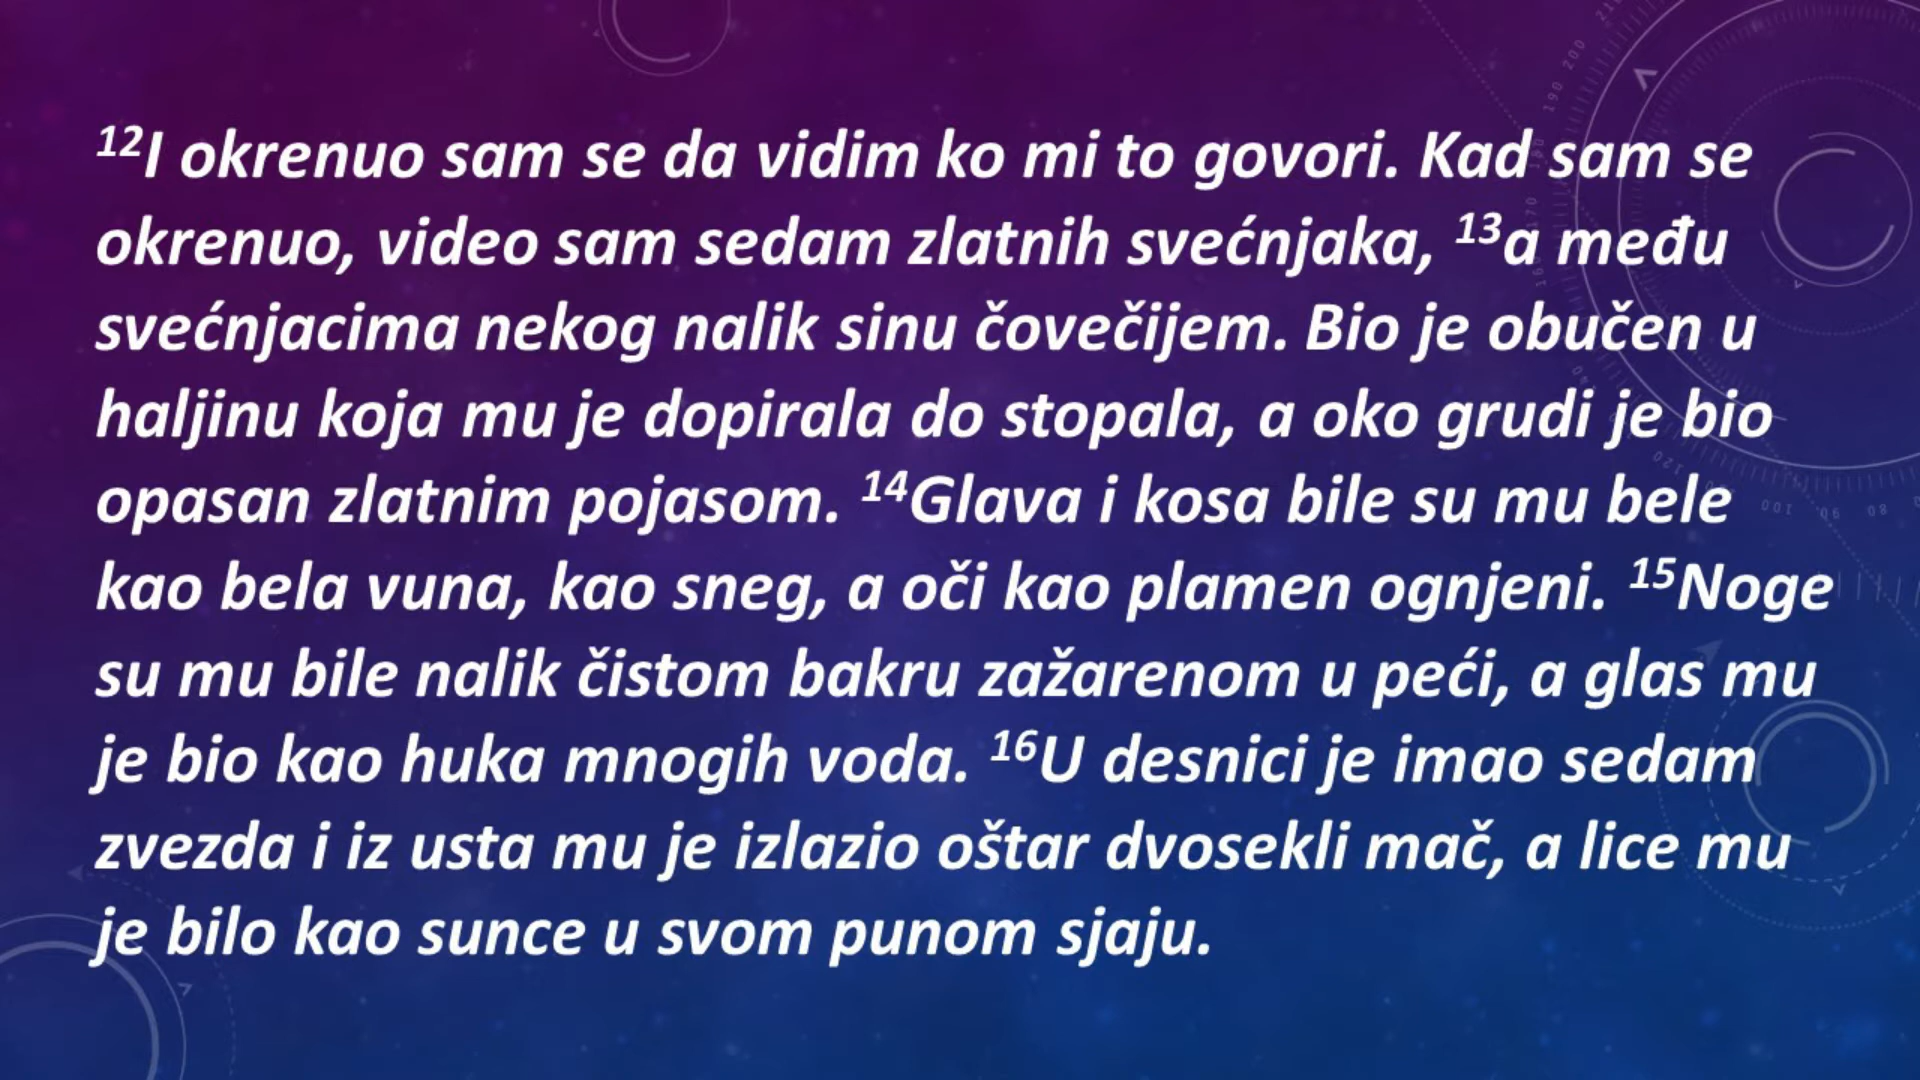 12I okrenuo sam se da vidim ko mi to govori. Kad sam se
okrenuo, video sam sedam zlatnih svećnjaka, 13a među
svećnjacima nekog nalik sinu čovečijem. Bio je obučen u
haljinu koja mu je dopirala do stopala, a oko grudi je bio
opasan zlatnim pojasom. 14Glava i kosa bile su mu bele
kao bela vuna, kao sneg, a oči kao plamen ognjeni. 15Noge
su mu bile nalik čistom bakru zažarenom u peći, a glas mu
je bio kao huka mnogih voda. 16U desnici je imao sedam
zvezda i iz usta mu je izlazio oštar dvosekli mač, a lice mu
je bilo kao sunce u svom punom sjaju.